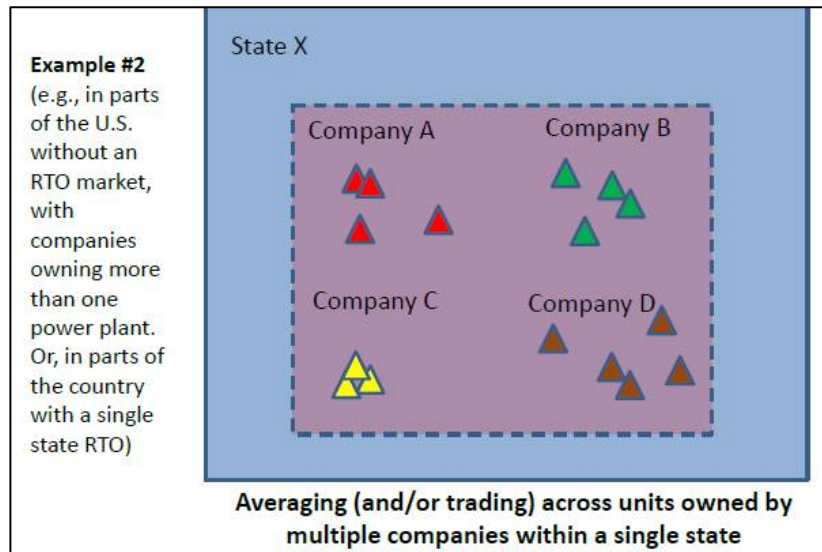 Example #2
(e.g., in parts
of the U.S.
without an
RTO market,
with
companies
owning more
than one
power plant.
Or, in parts of
the country
with a single
state RTO)
State X
Company A
Company B
Company C
Company D
Averaging (and/or trading) across units owned by
multiple companies within a single state